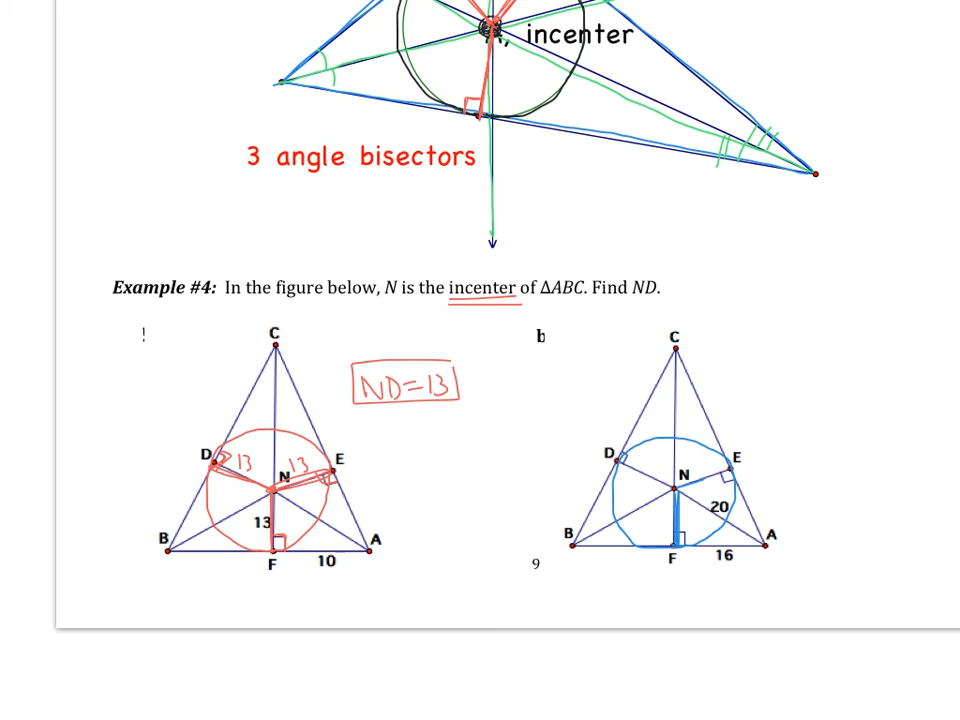 incenter
3 angle bisectors
Example #4: In the figure below, N is the incenter of ΔABC. Find ND.
!
b
C
C
ND=13
D
13
13
E
N
13
B
A
F
10
D
E
N
20
B
A
F
16
9